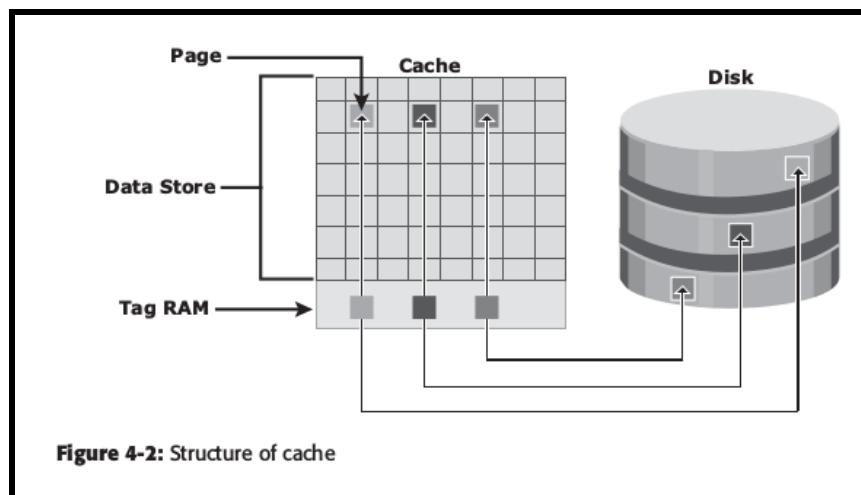 Page
Cache
Disk
Data Store
Tag RAM
Figure 4-2: Structure of cache